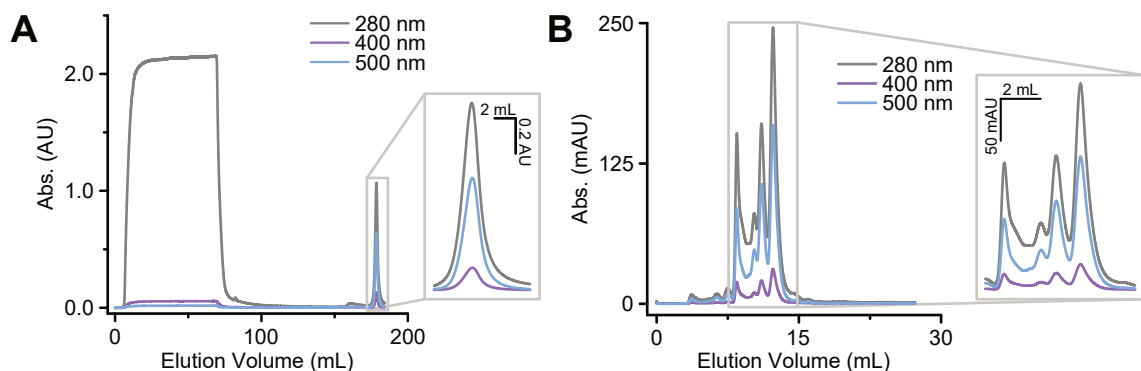 A
280 nm
400 nm
500 nm
2.0
1.0
0.0
Abs. (AU)
2 mL
0.2 AU
0
100
200
Elution Volume (mL)
B
250
125
0
Abs. (mAU)
280 nm
400 nm
500 nm
2 mL
50 mAU
0
15
30
Elution Volume (mL)